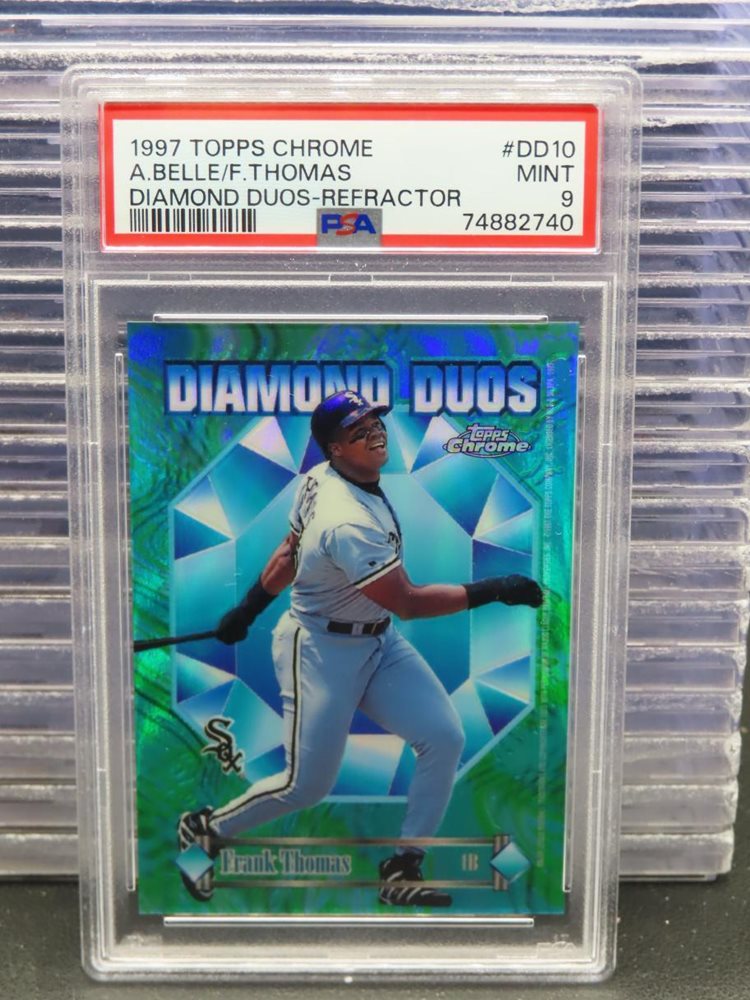 1997 TOPPS CHROME #DD10
A.BELLE/F.THOMAS MINT
DIAMOND DUOS-REFRACTOR 9
PSA 74882740
DIAMOND DUOS
topps
Chrome
Sox
Sox
Frank Thomas 1B